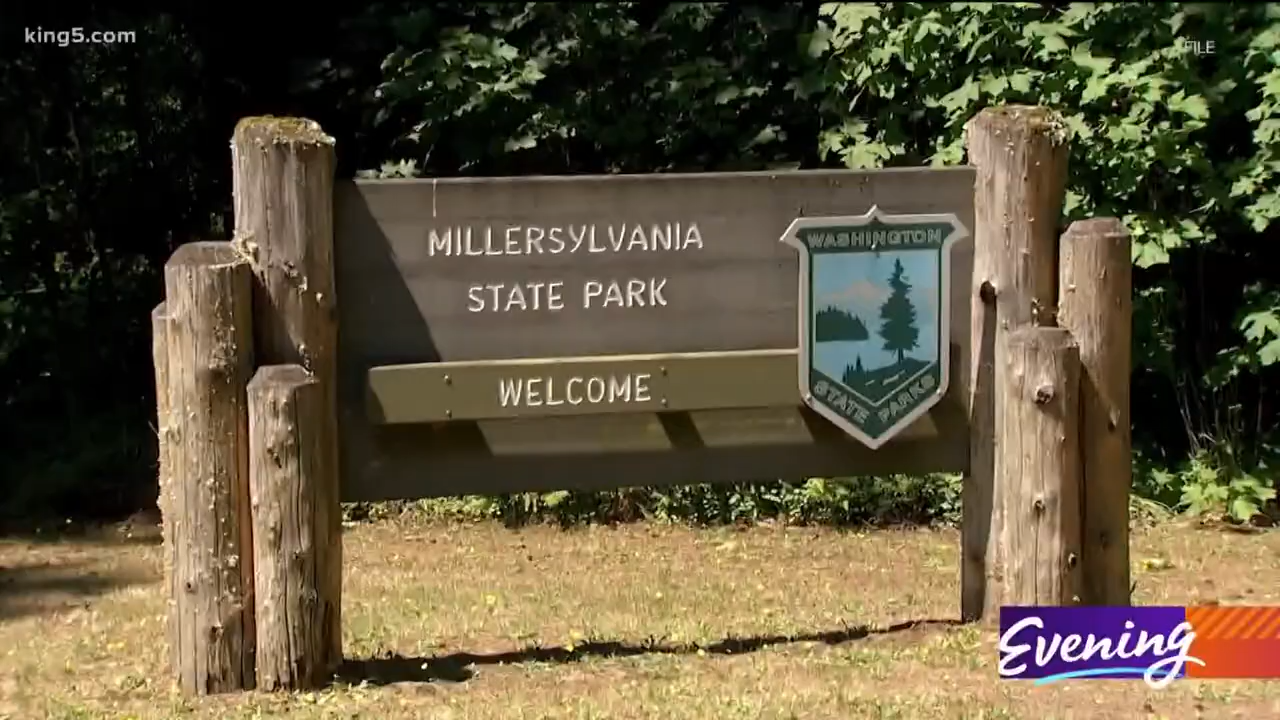 king5.com
FILE
MILLERSYLVANIA
STATE PARK
WELCOME
WASHINGTON
STATE PARKS
Evening